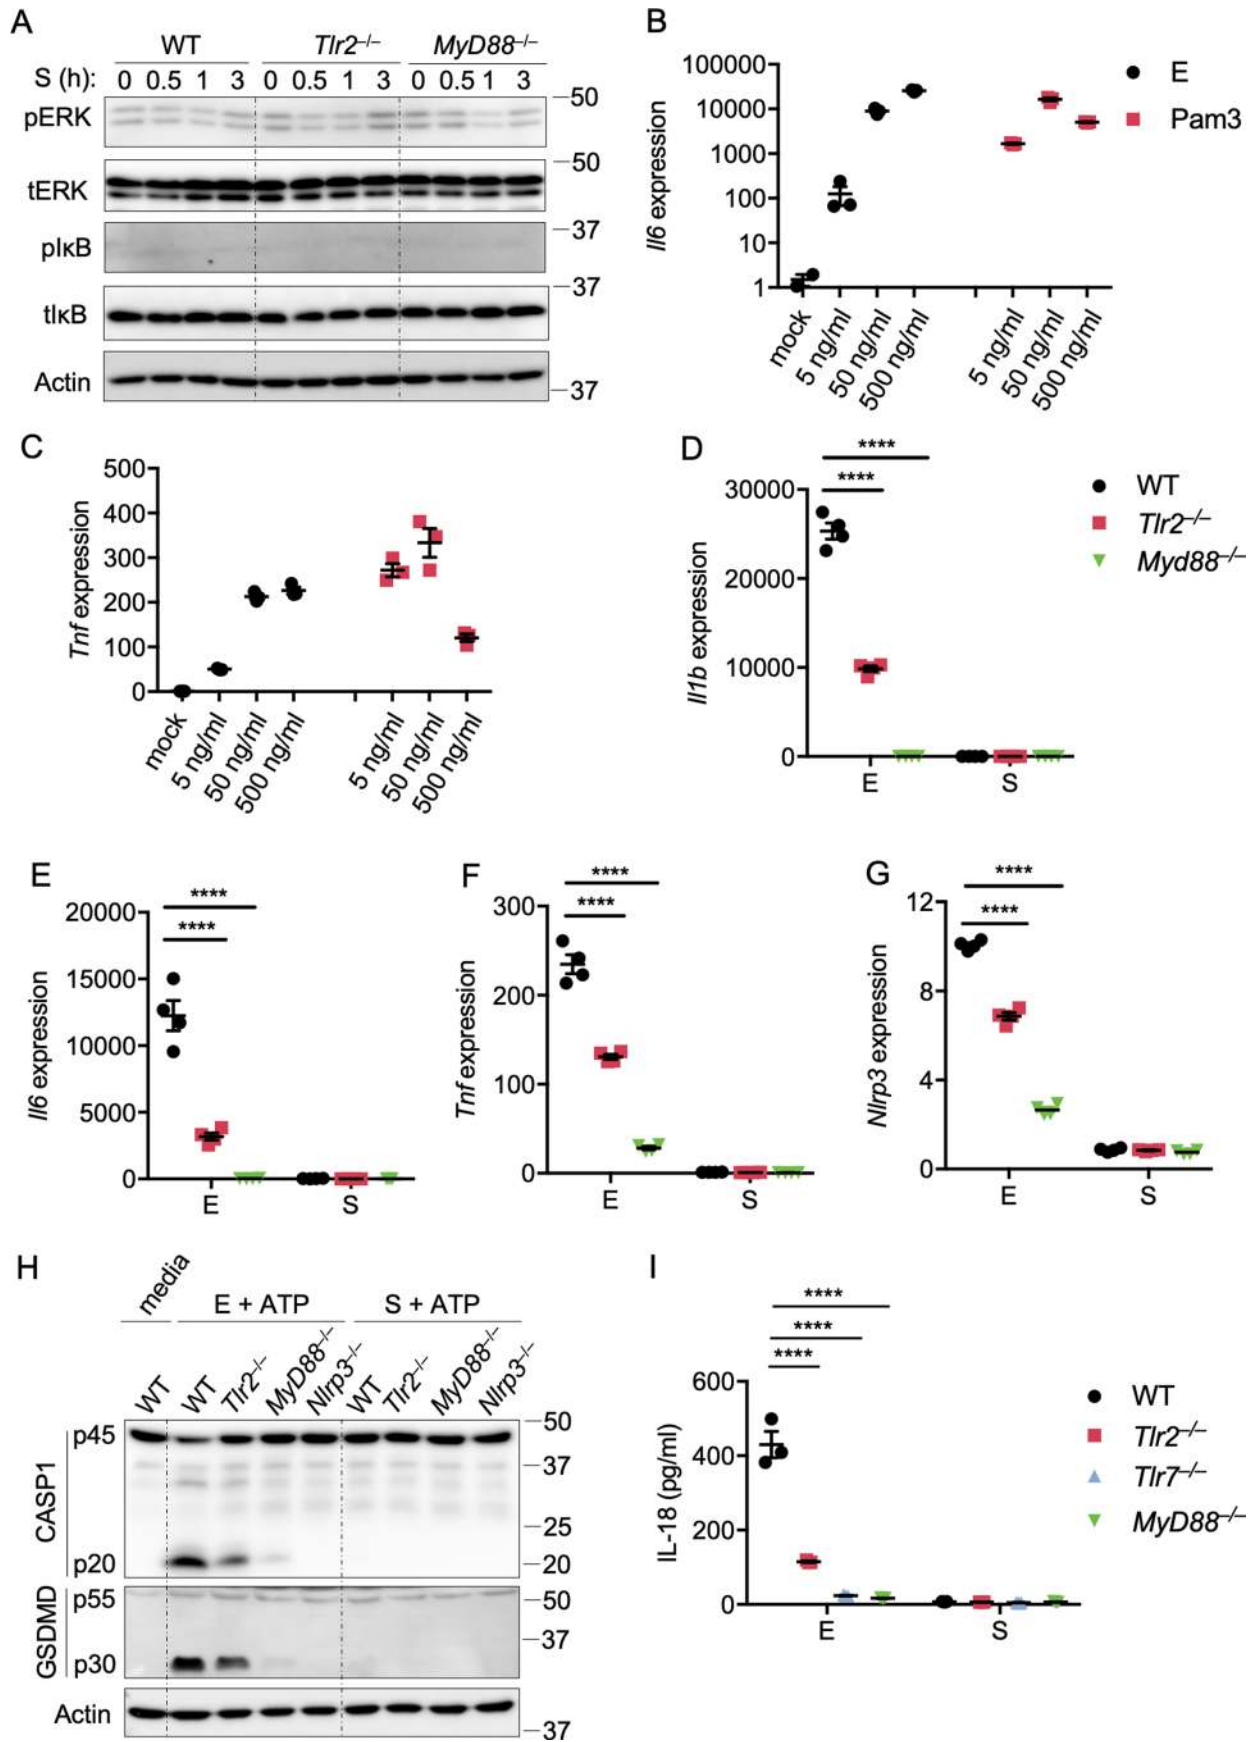 A
WT Tlr2–/– MyD88–/–
S (h): 0 0.5 1 3 0 0.5 1 3 0 0.5 1 3
pERK 50
tERK 50
pIκB 37
tIκB 37
Actin 37
B
Il6 expression
100000
10000
1000
100
10
1
mock 5 ng/ml 50 ng/ml 500 ng/ml 5 ng/ml 50 ng/ml 500 ng/ml
E
Pam3
C
Tnf expression
500
400
300
200
100
0
mock 5 ng/ml 50 ng/ml 500 ng/ml 5 ng/ml 50 ng/ml 500 ng/ml
D
****
****
Il1b expression
30000
20000
10000
0
E S
WT
Tlr2–/–
Myd88–/–
E
****
****
Il6 expression
20000
15000
10000
5000
0
E S
F
****
****
Tnf expression
300
200
100
0
E S
G
****
****
Nlrp3 expression
12
8
4
0
E S
H
media E + ATP S + ATP
WT WT Tlr2–/– MyD88–/– Nlrp3–/– WT Tlr2–/– MyD88–/– Nlrp3–/–
CASP1
p45 50
37
25
p20 20
GSDMD
p55 50
37
p30
Actin 37
I
****
****
****
IL-18 (pg/ml)
600
400
200
0
E S
WT
Tlr2–/–
Tlr7–/–
MyD88–/–